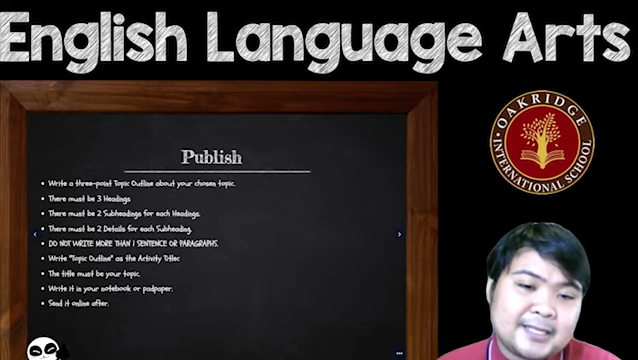 English Language Arts
OAKRIDGE
INTERNATIONAL SCHOOL
Publish
Write a three-point Topic Outline about your chosen topic.
There must be 3 Headings
There must be 2 Subheadings for each Headings.
There must be 2 Details for each Subheading.
DO NOT WRITE MORE THAN 1 SENTENCE OR PARAGRAPHS.
Write "Topic Outline" as the Activity Title:
The title must be your topic.
Write it in your notebook or padpaper.
Send it online after.